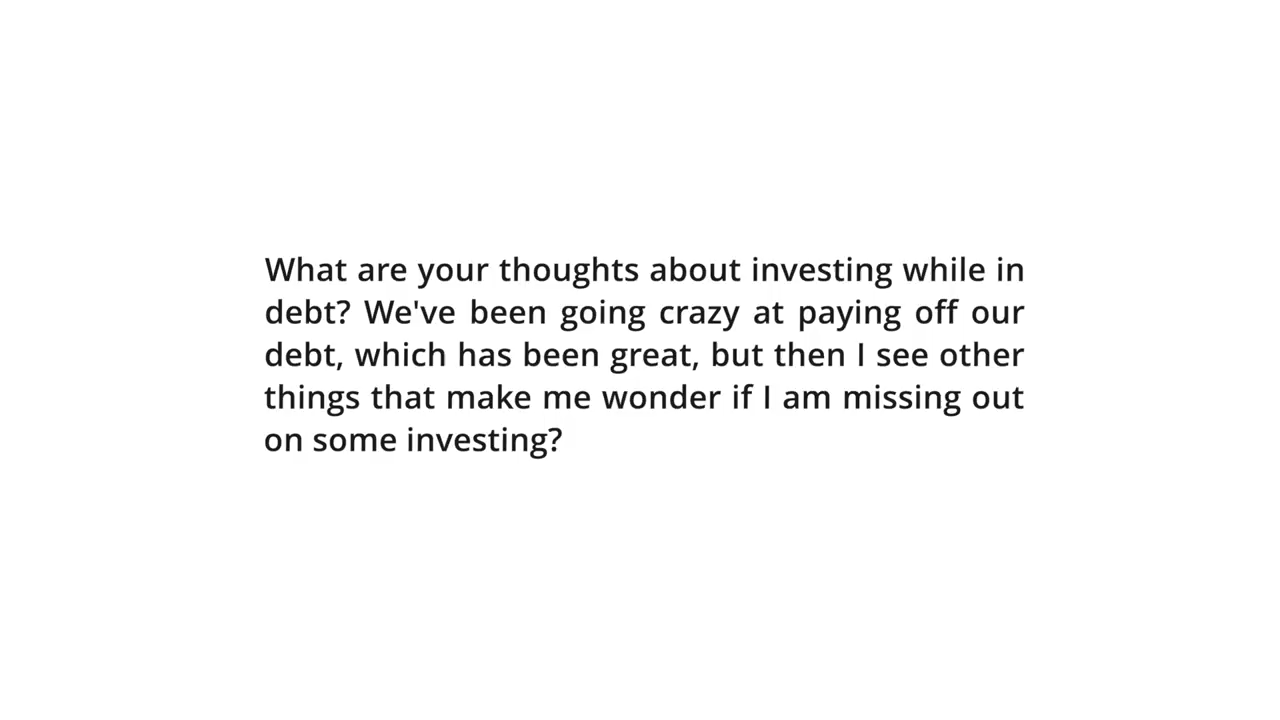 What are your thoughts about investing while in
debt? We've been going crazy at paying off our
debt, which has been great, but then I see other
things that make me wonder if I am missing out
on some investing?